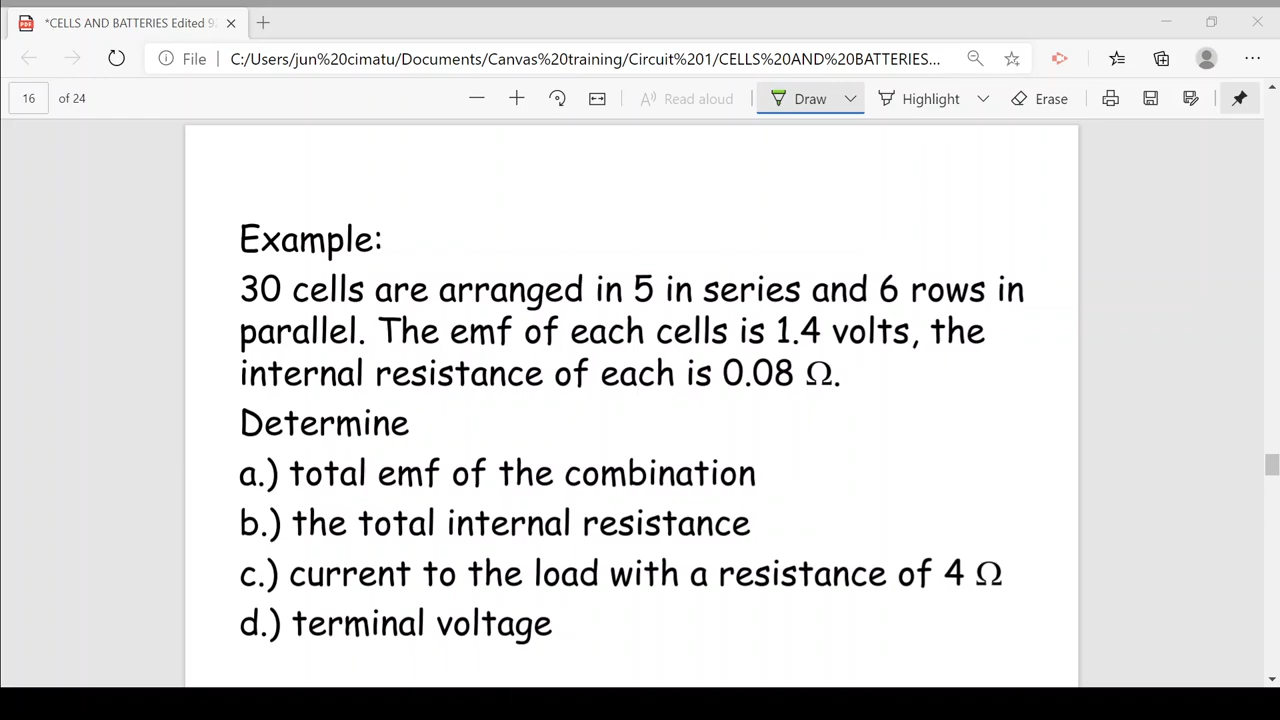 *CELLS AND BATTERIES Edited 9
File C:/Users/jun%20cimatu/Documents/Canvas%20training/Circuit%201/CELLS%20AND%20BATTERIES...
16 of 24 Read aloud Draw Highlight Erase
Example:
30 cells are arranged in 5 in series and 6 rows in
parallel. The emf of each cells is 1.4 volts, the
internal resistance of each is 0.08 Ω.
Determine
a.) total emf of the combination
b.) the total internal resistance
c.) current to the load with a resistance of 4 Ω
d.) terminal voltage